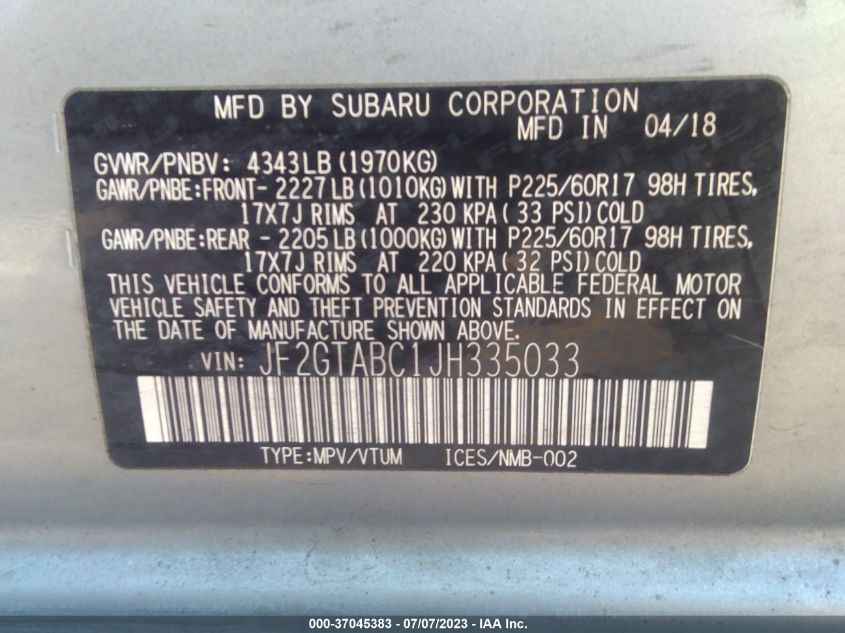 MFD BY SUBARU CORPORATION
MFD IN 04/18
GVWR/PNBV: 4343LB (1970KG)
GAWR/PNBE:FRONT- 2227LB (1010KG) WITH P225/60R17 98H TIRES,
17X7J RIMS AT 230 KPA ( 33 PSI) COLD
GAWR/PNBE:REAR - 2205LB (1000KG) WITH P225/60R17 98H TIRES,
17X7J RIMS AT 220 KPA ( 32 PSI) COLD
THIS VEHICLE CONFORMS TO ALL APPLICABLE FEDERAL MOTOR
VEHICLE SAFETY AND THEFT PREVENTION STANDARDS IN EFFECT ON
THE DATE OF MANUFACTURE SHOWN ABOVE.
VIN: JF2GTABC1JH335033
TYPE:MPV/VTUM ICES/NMB-002
000-37045383 - 07/07/2023 - IAA Inc.